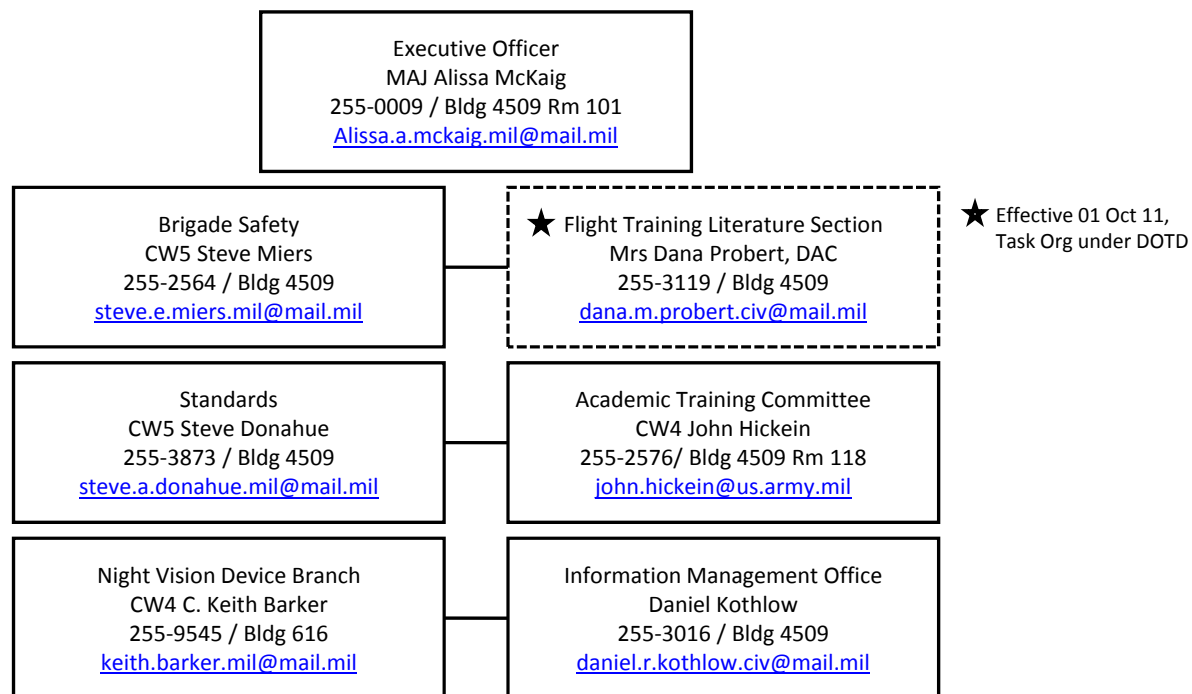 Executive Officer
MAJ Alissa McKaig
255-0009 / Bldg 4509 Rm 101
Alissa.a.mckaig.mil@mail.mil
Brigade Safety
CW5 Steve Miers
255-2564 / Bldg 4509
steve.e.miers.mil@mail.mil
Flight Training Literature Section
Mrs Dana Probert, DAC
255-3119 / Bldg 4509
dana.m.probert.civ@mail.mil
Effective 01 Oct 11,
Task Org under DOTD
Standards
CW5 Steve Donahue
255-3873 / Bldg 4509
steve.a.donahue.mil@mail.mil
Academic Training Committee
CW4 John Hickein
255-2576/ Bldg 4509 Rm 118
john.hickein@us.army.mil
Night Vision Device Branch
CW4 C. Keith Barker
255-9545 / Bldg 616
keith.barker.mil@mail.mil
Information Management Office
Daniel Kothlow
255-3016 / Bldg 4509
daniel.r.kothlow.civ@mail.mil